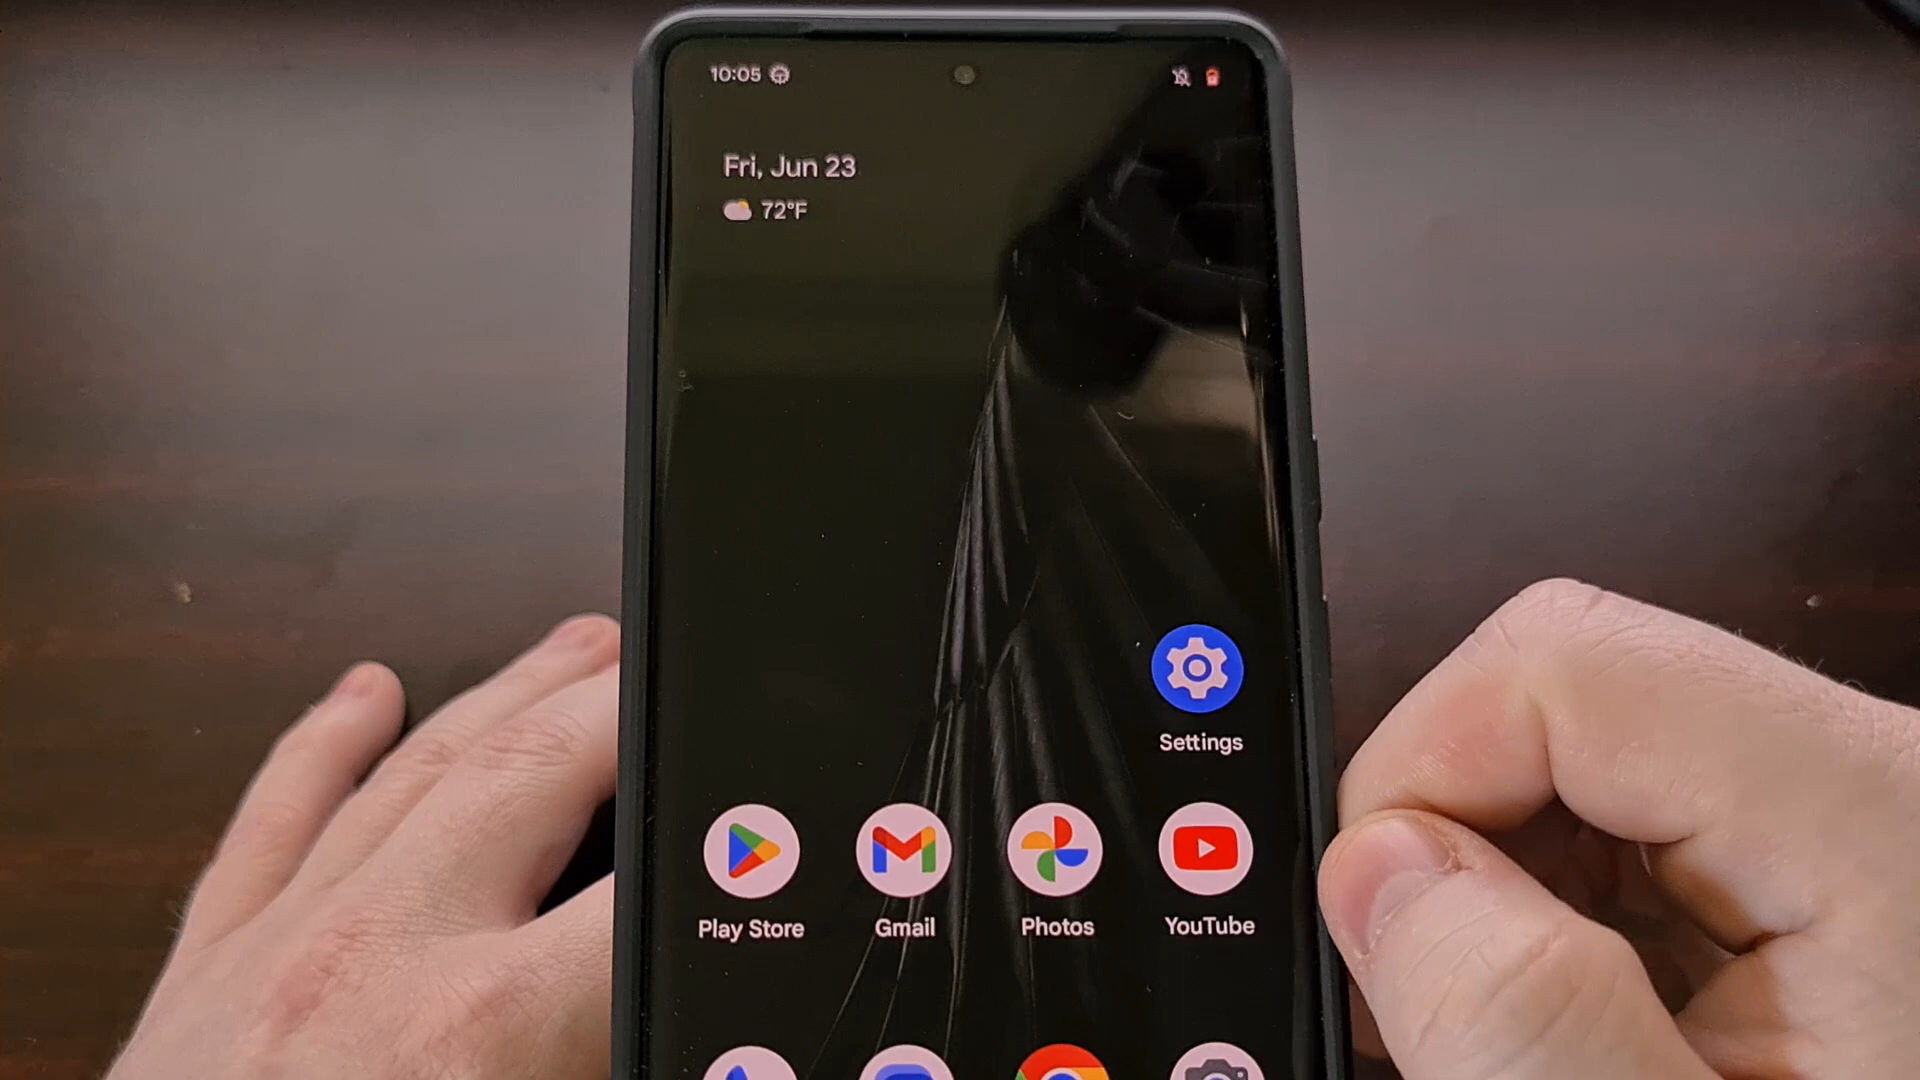 10:05
Fri, Jun 23
72°F
Settings
Play Store
Gmail
Photos
YouTube